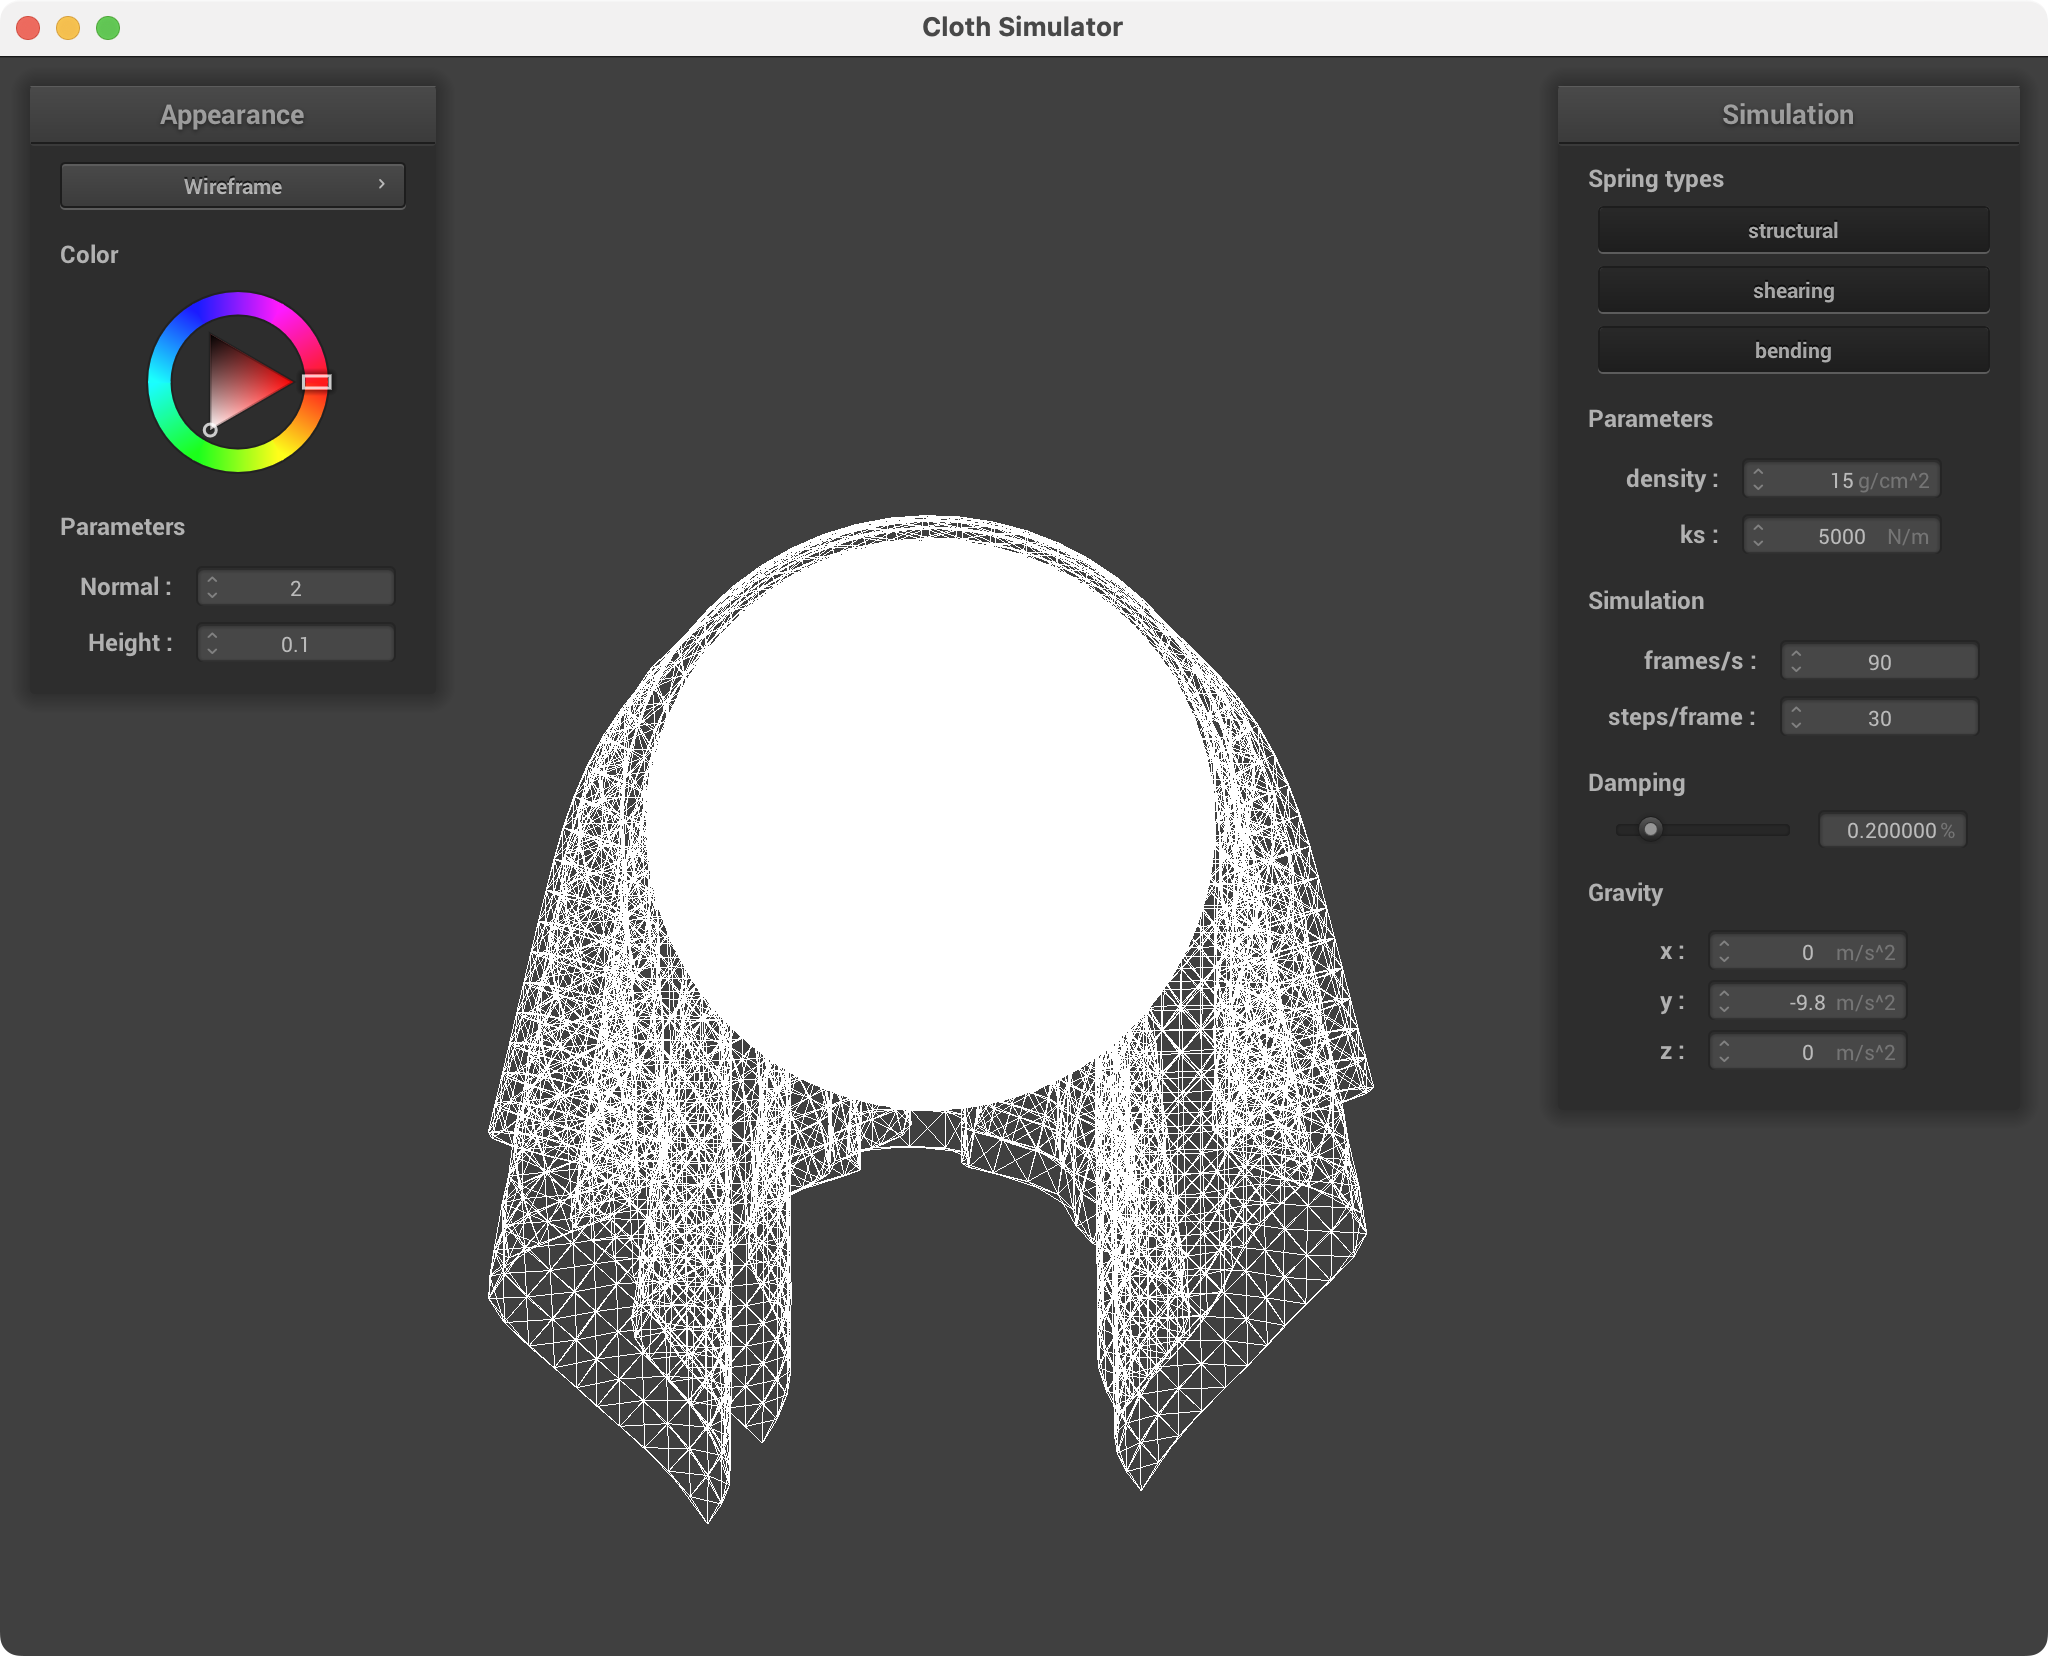 Cloth Simulator
Appearance
Wireframe
Color
Parameters
Normal : 2
Height : 0.1
Simulation
Spring types
structural
shearing
bending
Parameters
density : 15 g/cm^2
ks : 5000 N/m
Simulation
frames/s : 90
steps/frame : 30
Damping
0.200000 %
Gravity
x : 0 m/s^2
y : -9.8 m/s^2
z : 0 m/s^2